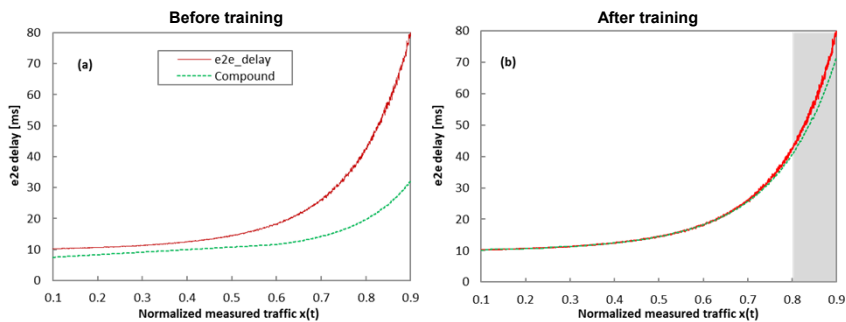 Before training
After training
80
70
60
50
40
30
20
10
0
e2e delay [ms]
(a)
e2e_delay
Compound
0.1 0.2 0.3 0.4 0.5 0.6 0.7 0.8 0.9
Normalized measured traffic x(t)
80
70
60
50
40
30
20
10
0
e2e delay [ms]
(b)
0.1 0.2 0.3 0.4 0.5 0.6 0.7 0.8 0.9
Normalized measured traffic x(t)